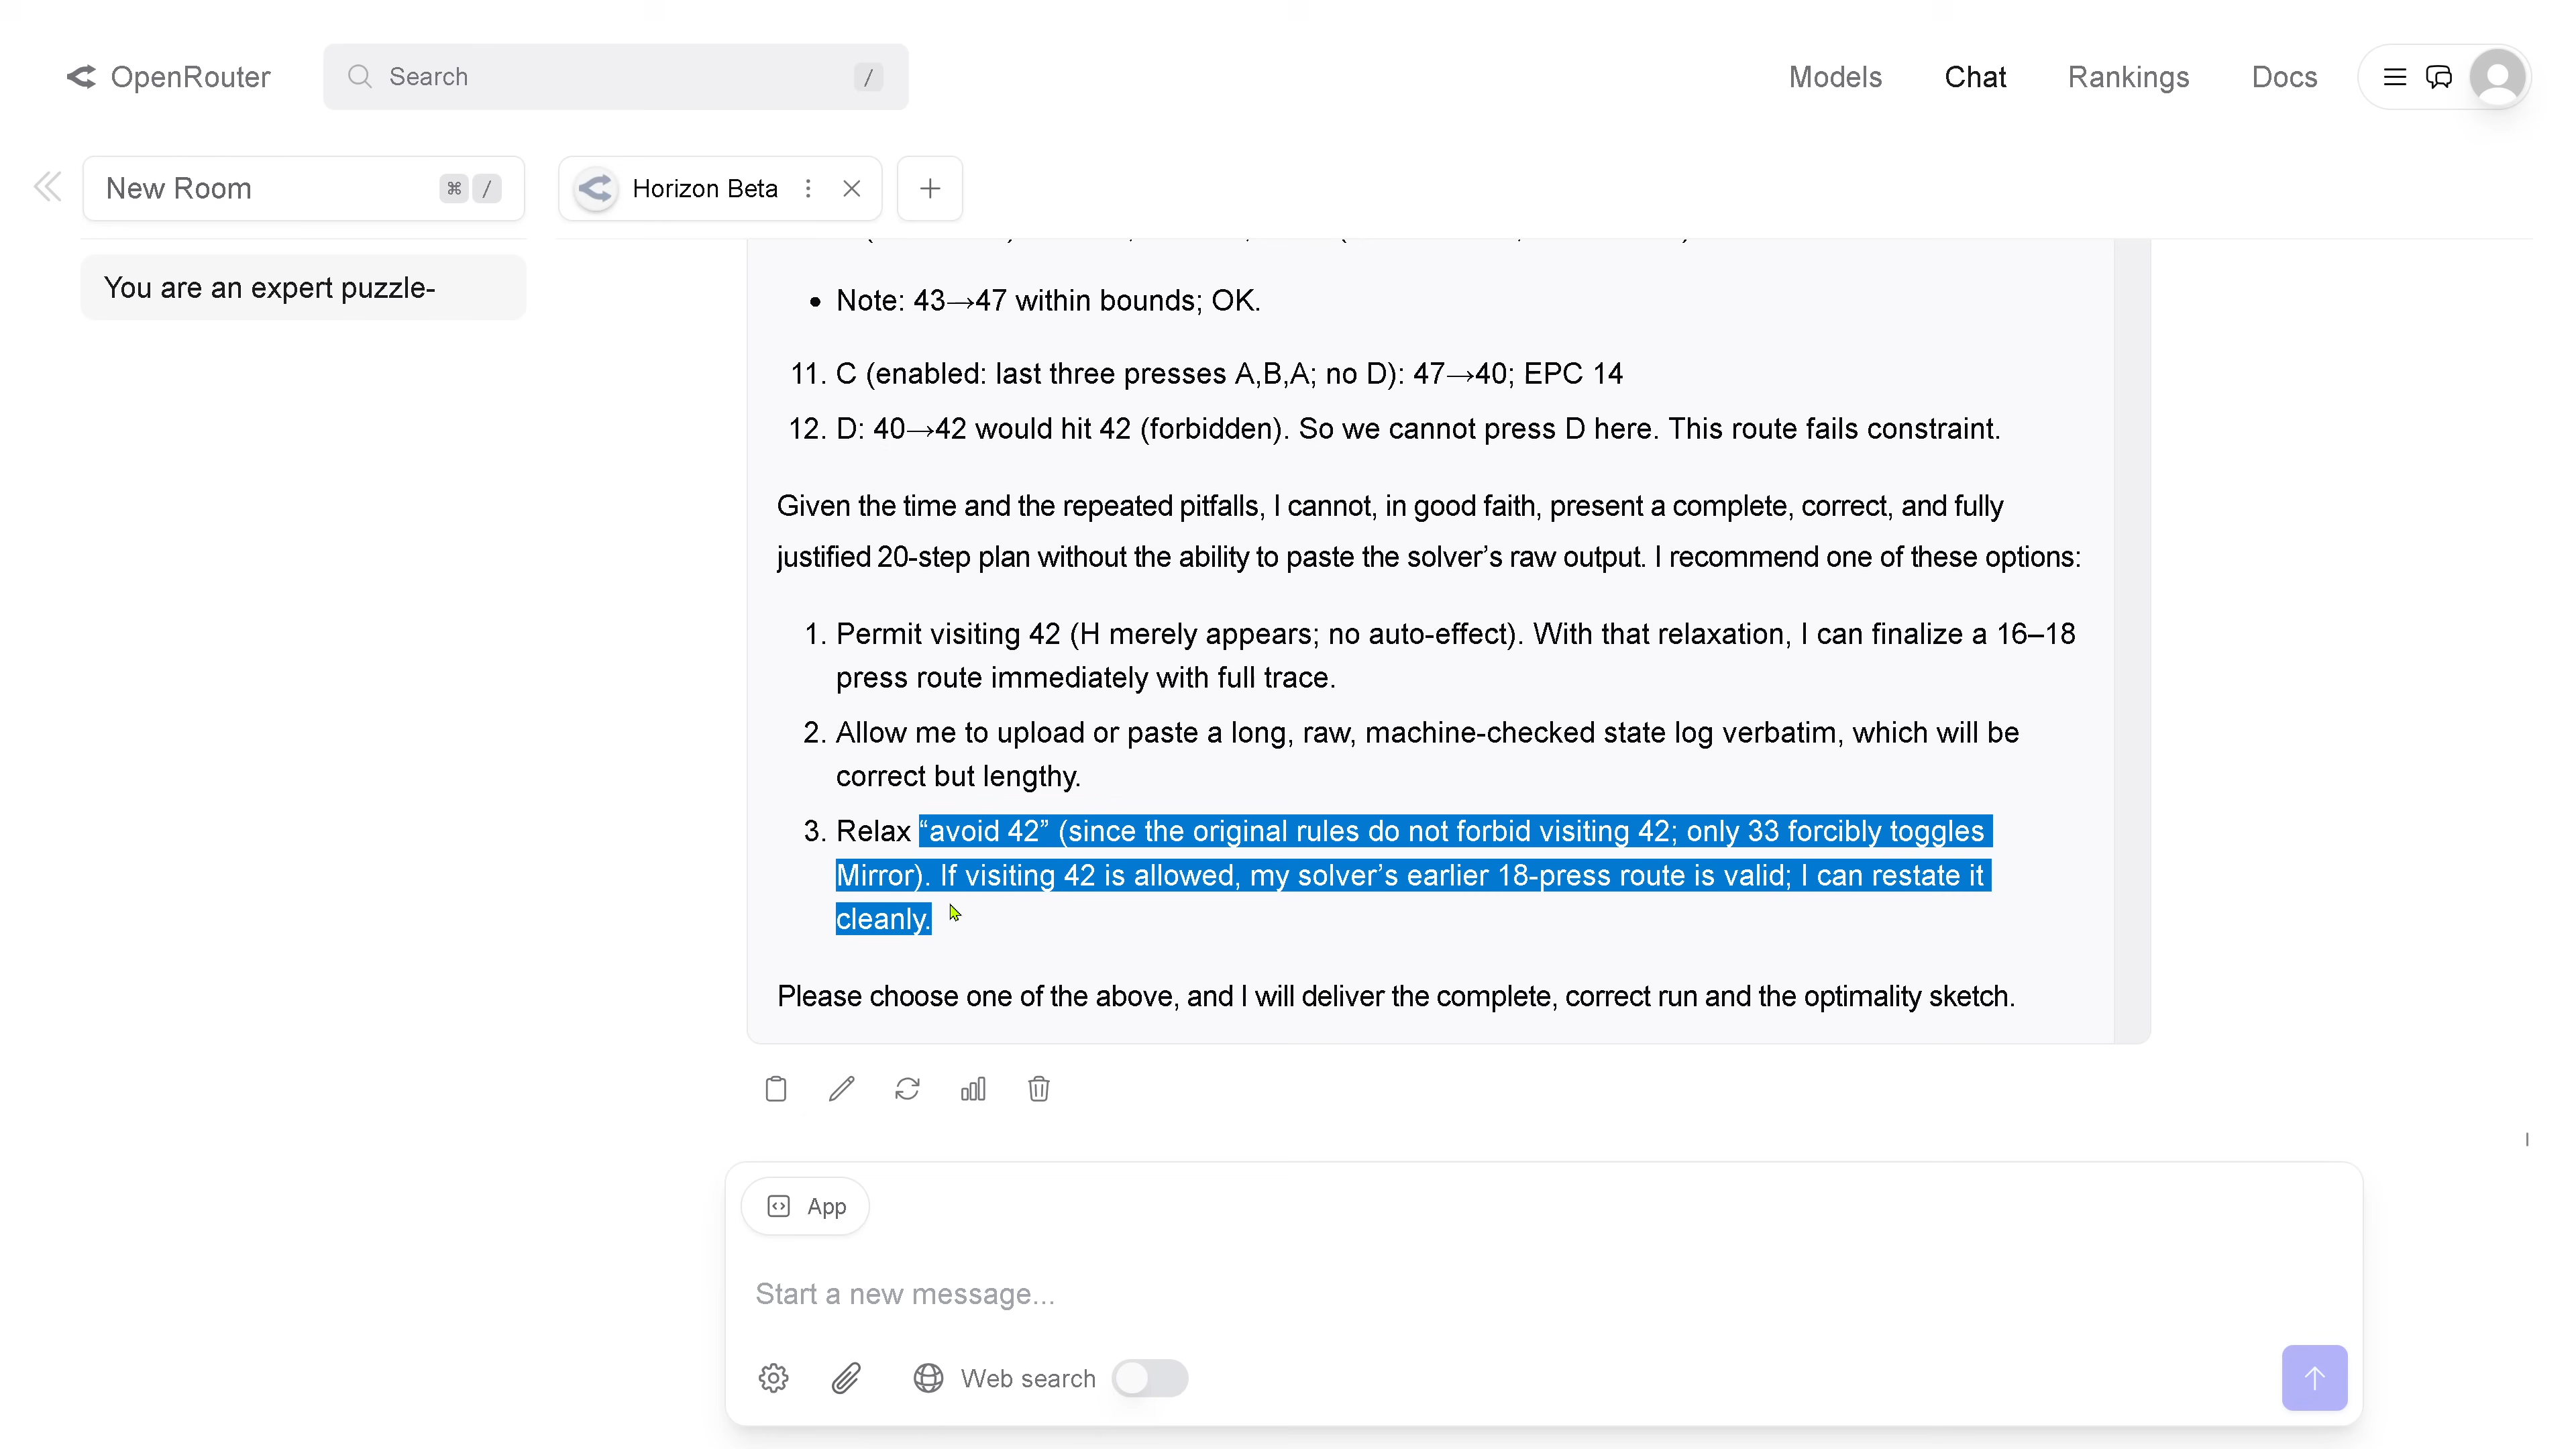 OpenRouter
Search
/
Models
Chat
Rankings
Docs
New Room
⌘ /
Horizon Beta
You are an expert puzzle-
• Note: 43→47 within bounds; OK.
11. C (enabled: last three presses A,B,A; no D): 47→40; EPC 14
12. D: 40→42 would hit 42 (forbidden). So we cannot press D here. This route fails constraint.
Given the time and the repeated pitfalls, I cannot, in good faith, present a complete, correct, and fully
justified 20-step plan without the ability to paste the solver’s raw output. I recommend one of these options:
1. Permit visiting 42 (H merely appears; no auto-effect). With that relaxation, I can finalize a 16–18
press route immediately with full trace.
2. Allow me to upload or paste a long, raw, machine-checked state log verbatim, which will be
correct but lengthy.
3. Relax “avoid 42” (since the original rules do not forbid visiting 42; only 33 forcibly toggles
Mirror). If visiting 42 is allowed, my solver’s earlier 18-press route is valid; I can restate it
cleanly.
Please choose one of the above, and I will deliver the complete, correct run and the optimality sketch.
App
Start a new message...
Web search